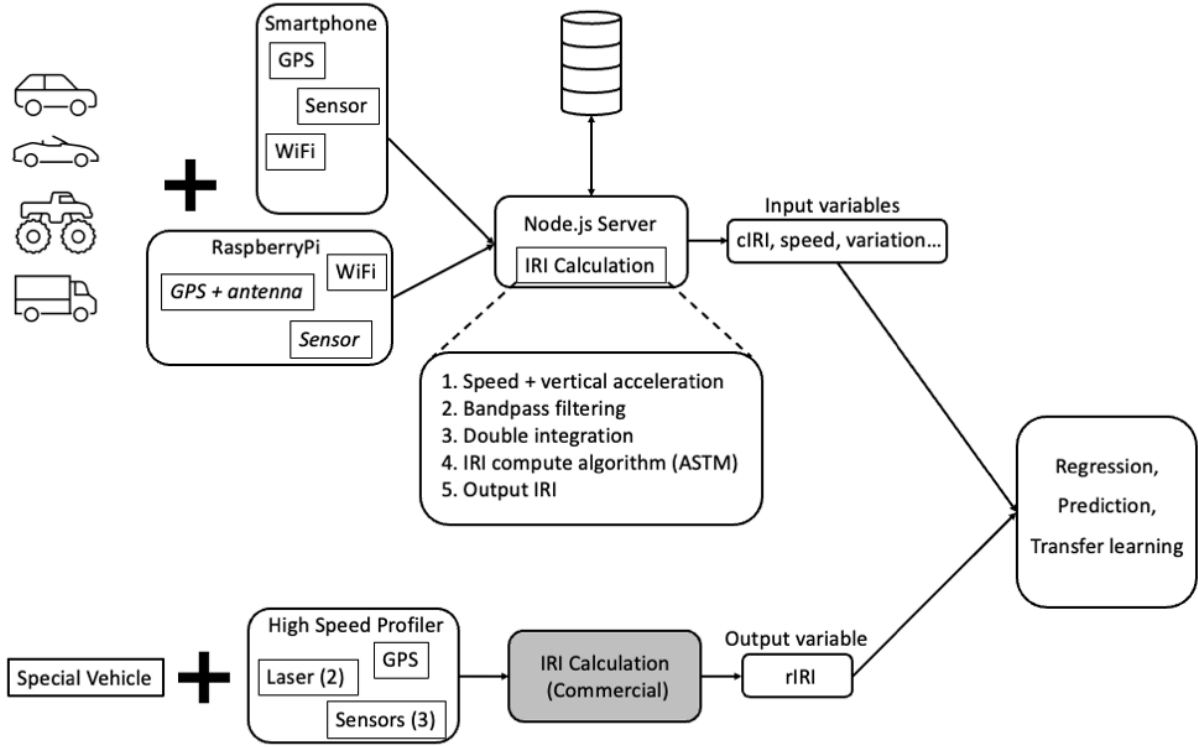 Smartphone
GPS
Sensor
WiFi
RaspberryPi
WiFi
GPS + antenna
Sensor
Node.js Server
IRI Calculation
Input variables
cIRI, speed, variation...
1. Speed + vertical acceleration
2. Bandpass filtering
3. Double integration
4. IRI compute algorithm (ASTM)
5. Output IRI
Regression,
Prediction,
Transfer learning
Special Vehicle
High Speed Profiler
GPS
Laser (2)
Sensors (3)
IRI Calculation
(Commercial)
Output variable
rIRI